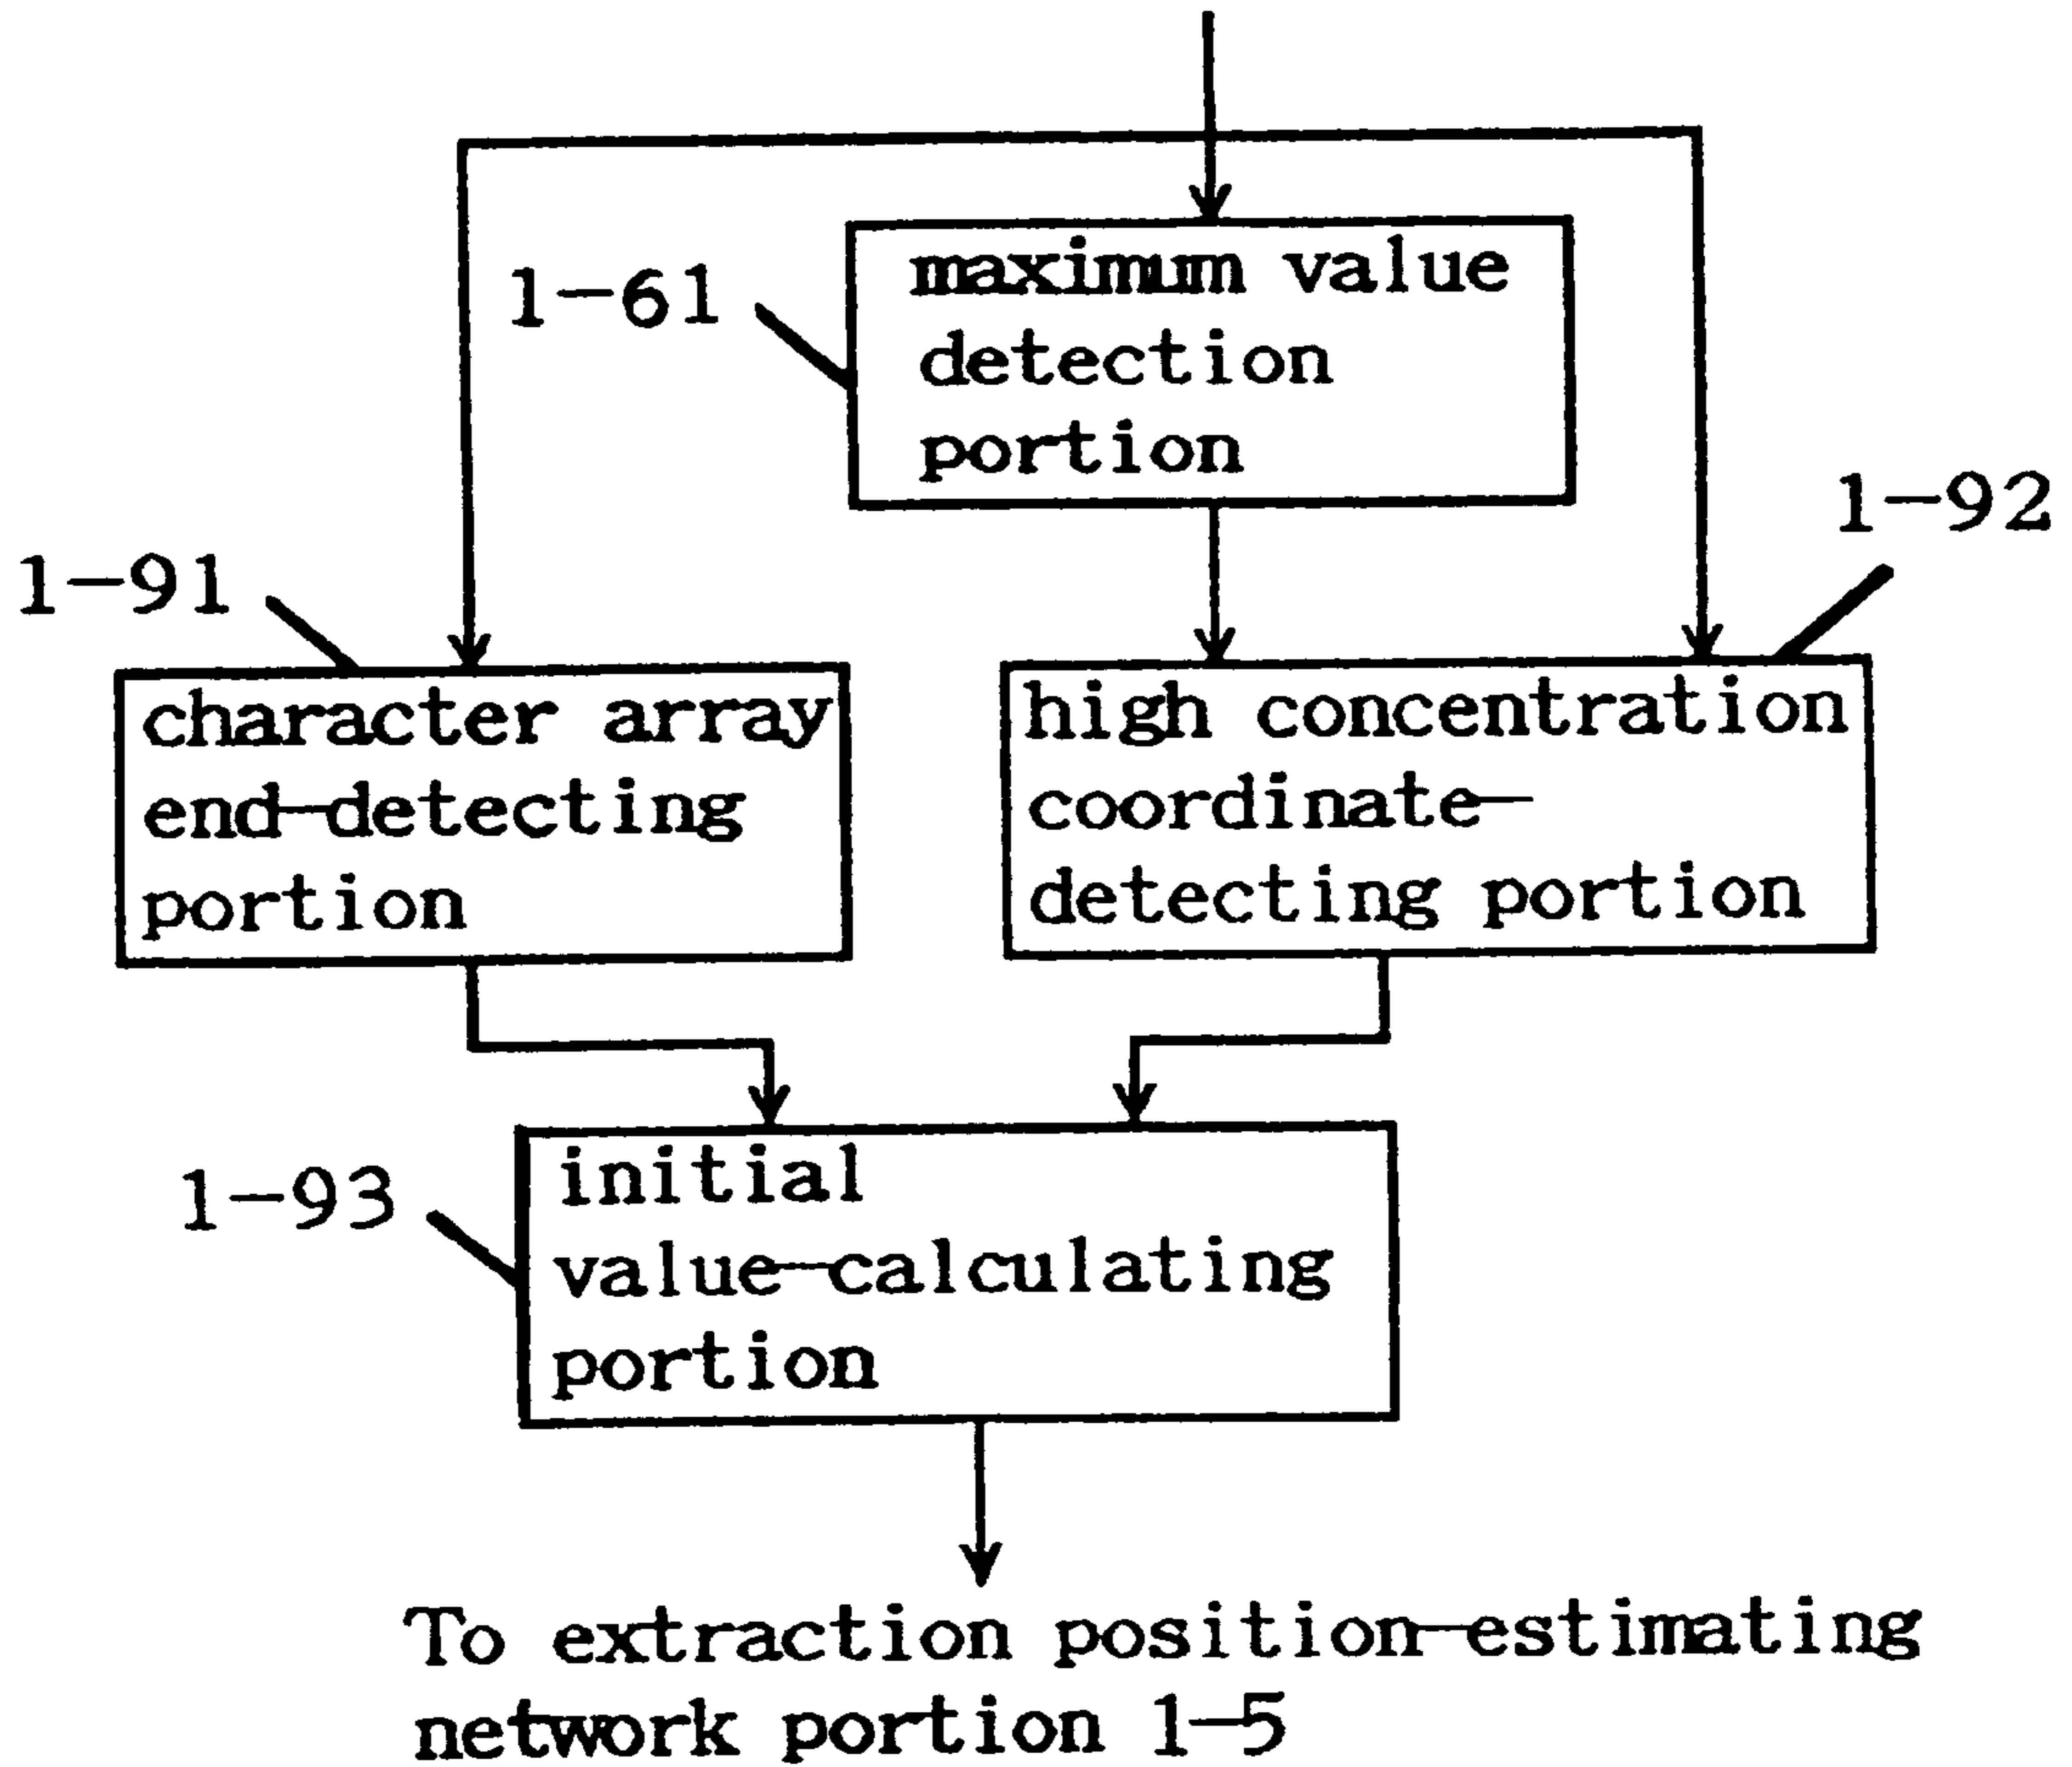 1-61
maximum value
detection
portion
1-92
1-91
character array
end-detecting
portion
high concentration
coordinate-
detecting portion
1-93
initial
value-calculating
portion
To extraction position-estimating
network portion 1-5